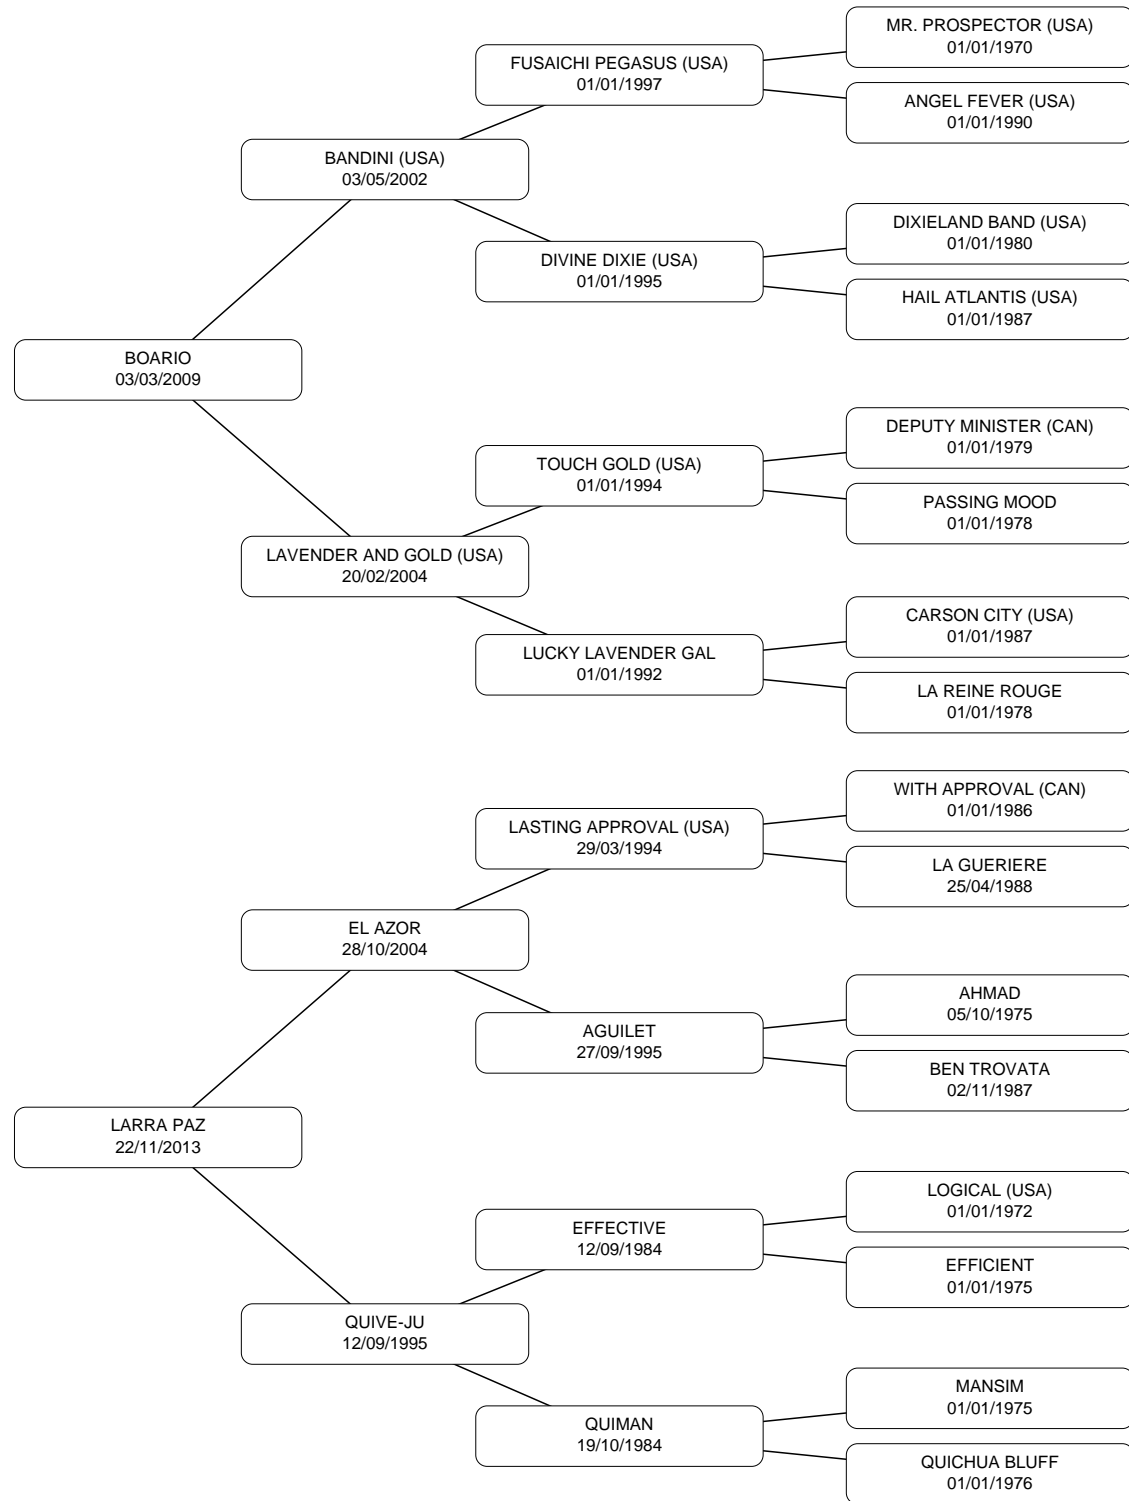 MR. PROSPECTOR (USA)
01/01/1970
FUSAICHI PEGASUS (USA)
01/01/1997
ANGEL FEVER (USA)
01/01/1990
BANDINI (USA)
03/05/2002
DIXIELAND BAND (USA)
01/01/1980
DIVINE DIXIE (USA)
01/01/1995
HAIL ATLANTIS (USA)
01/01/1987
BOARIO
03/03/2009
DEPUTY MINISTER (CAN)
01/01/1979
TOUCH GOLD (USA)
01/01/1994
PASSING MOOD
01/01/1978
LAVENDER AND GOLD (USA)
20/02/2004
CARSON CITY (USA)
01/01/1987
LUCKY LAVENDER GAL
01/01/1992
LA REINE ROUGE
01/01/1978
WITH APPROVAL (CAN)
01/01/1986
LASTING APPROVAL (USA)
29/03/1994
LA GUERIERE
25/04/1988
EL AZOR
28/10/2004
AHMAD
05/10/1975
AGUILET
27/09/1995
BEN TROVATA
02/11/1987
LARRA PAZ
22/11/2013
LOGICAL (USA)
01/01/1972
EFFECTIVE
12/09/1984
EFFICIENT
01/01/1975
QUIVE-JU
12/09/1995
MANSIM
01/01/1975
QUIMAN
19/10/1984
QUICHUA BLUFF
01/01/1976